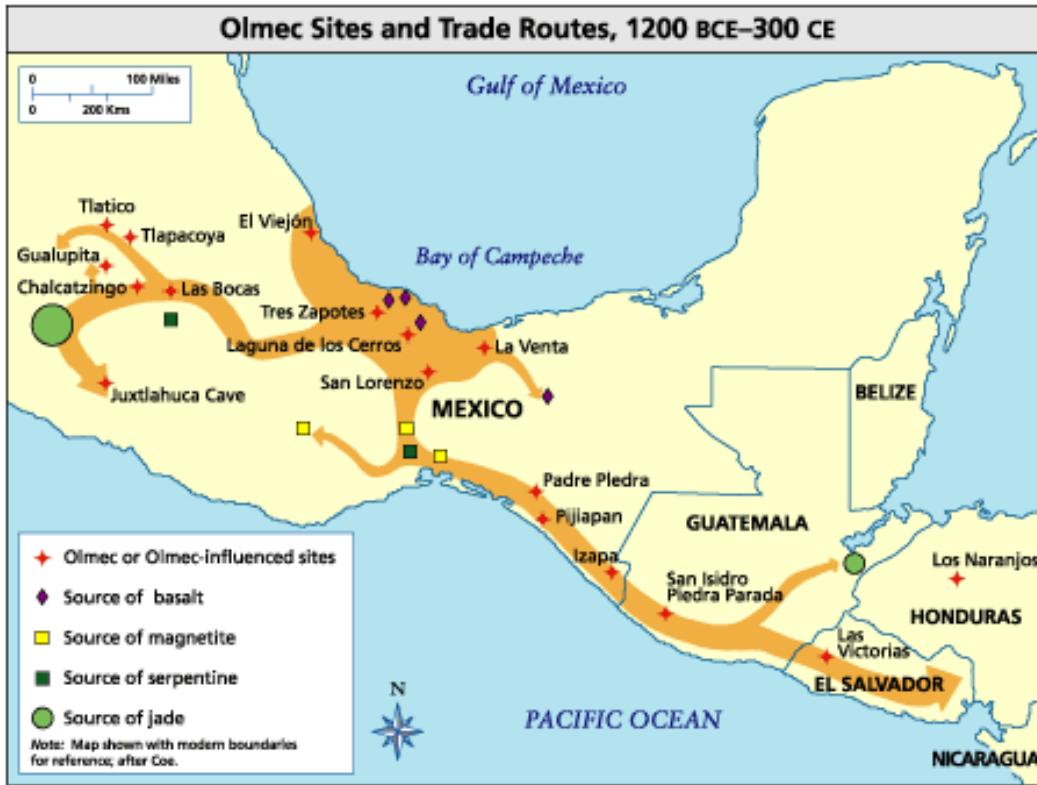 Olmec Sites and Trade Routes, 1200 BCE–300 CE
0 100 Miles
0 200 Kms
Gulf of Mexico
Tlatico
Tlapacoya
El Viejón
Gualupita
Bay of Campeche
Chalcatzingo
Las Bocas
Tres Zapotes
Laguna de los Cerros
La Venta
San Lorenzo
Juxtlahuca Cave
MEXICO
BELIZE
Padre Piedra
Pijiapan
GUATEMALA
Izapa
San Isidro
Piedra Parada
Los Naranjos
HONDURAS
Las
Victorias
EL SALVADOR
Olmec or Olmec-influenced sites
Source of basalt
Source of magnetite
Source of serpentine
Source of jade
Note: Map shown with modern boundaries
for reference; after Coe.
N
PACIFIC OCEAN
NICARAGUA